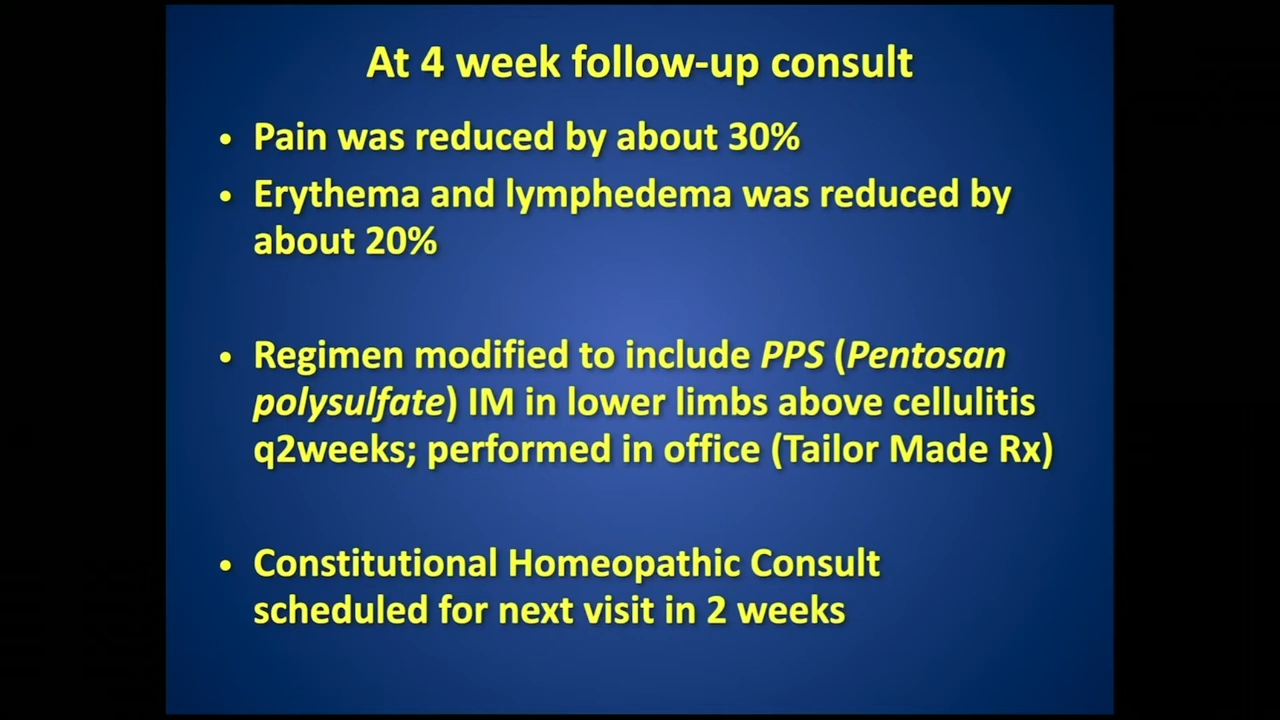 At 4 week follow-up consult
• Pain was reduced by about 30%
• Erythema and lymphedema was reduced by
about 20%
• Regimen modified to include PPS (Pentosan
polysulfate) IM in lower limbs above cellulitis
q2weeks; performed in office (Tailor Made Rx)
• Constitutional Homeopathic Consult
scheduled for next visit in 2 weeks